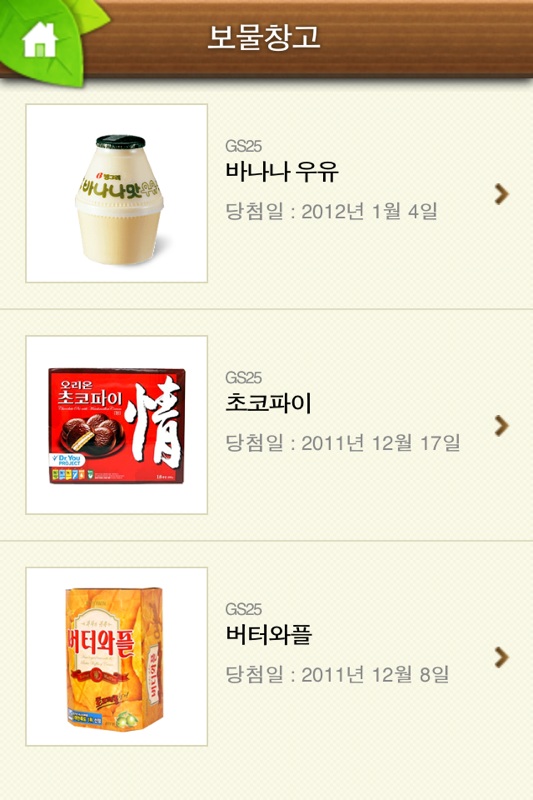 보물창고
GS25
바나나 우유
당첨일 : 2012년 1월 4일
빙그레
바나나맛우유
GS25
초코파이
당첨일 : 2011년 12월 17일
오리온
초코파이
情
Dr.You
PROJECT
GS25
버터와플
당첨일 : 2011년 12월 8일
버터와플